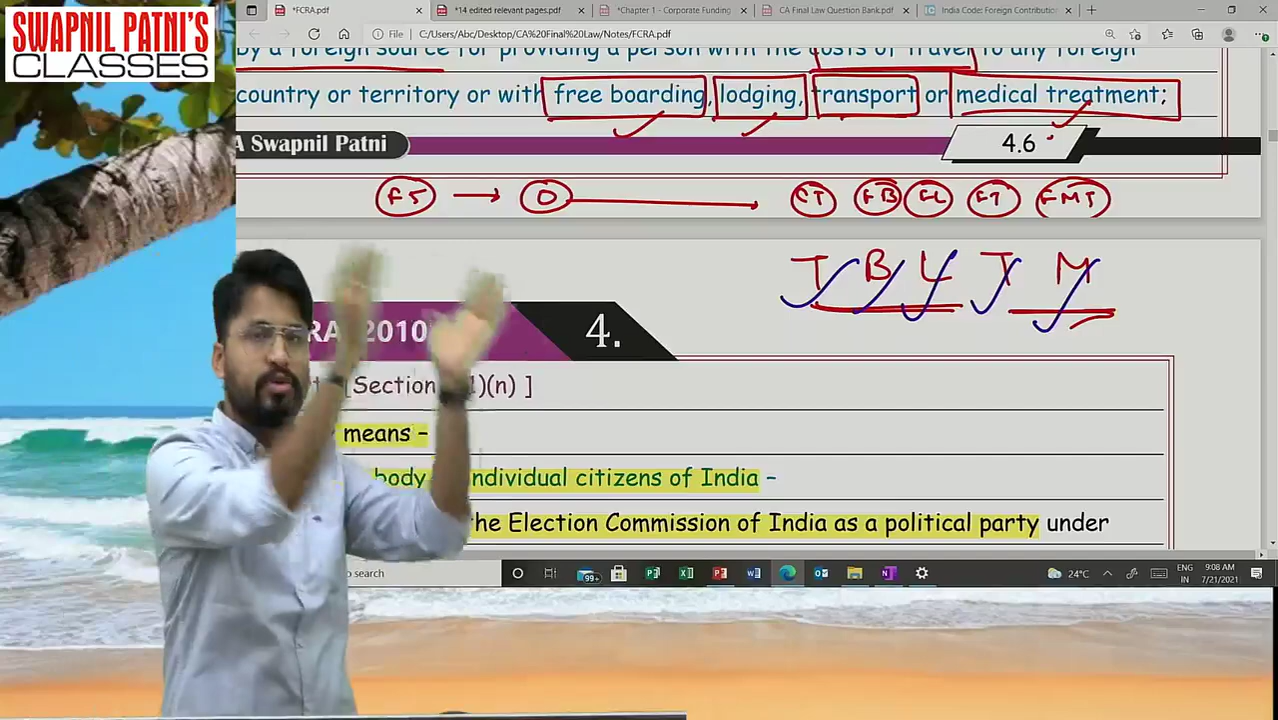 SWAPNIL PATNI'S
CLASSES
*FCRA.pdf
*14 edited relevant pages.pdf
*Chapter 1 - Corporate Funding
CA Final Law Question Bank.pdf
India Code: Foreign Contribution
File
C:/Users/Abc/Desktop/CA%20Final%20Law/Notes/FCRA.pdf
by a foreign source for providing a person with the costs of Travel to any foreign
country or territory or with free boarding, lodging, transport or medical treatment;
A Swapnil Patni
4.6
FS O CT FB FL FT FMT
T B L T M
2010
4.
[Section 1)(n) ]
means –
body individual citizens of India –
the Election Commission of India as a political party under
o search
99+
24°C
ENG
IN
9:08 AM
7/21/2021